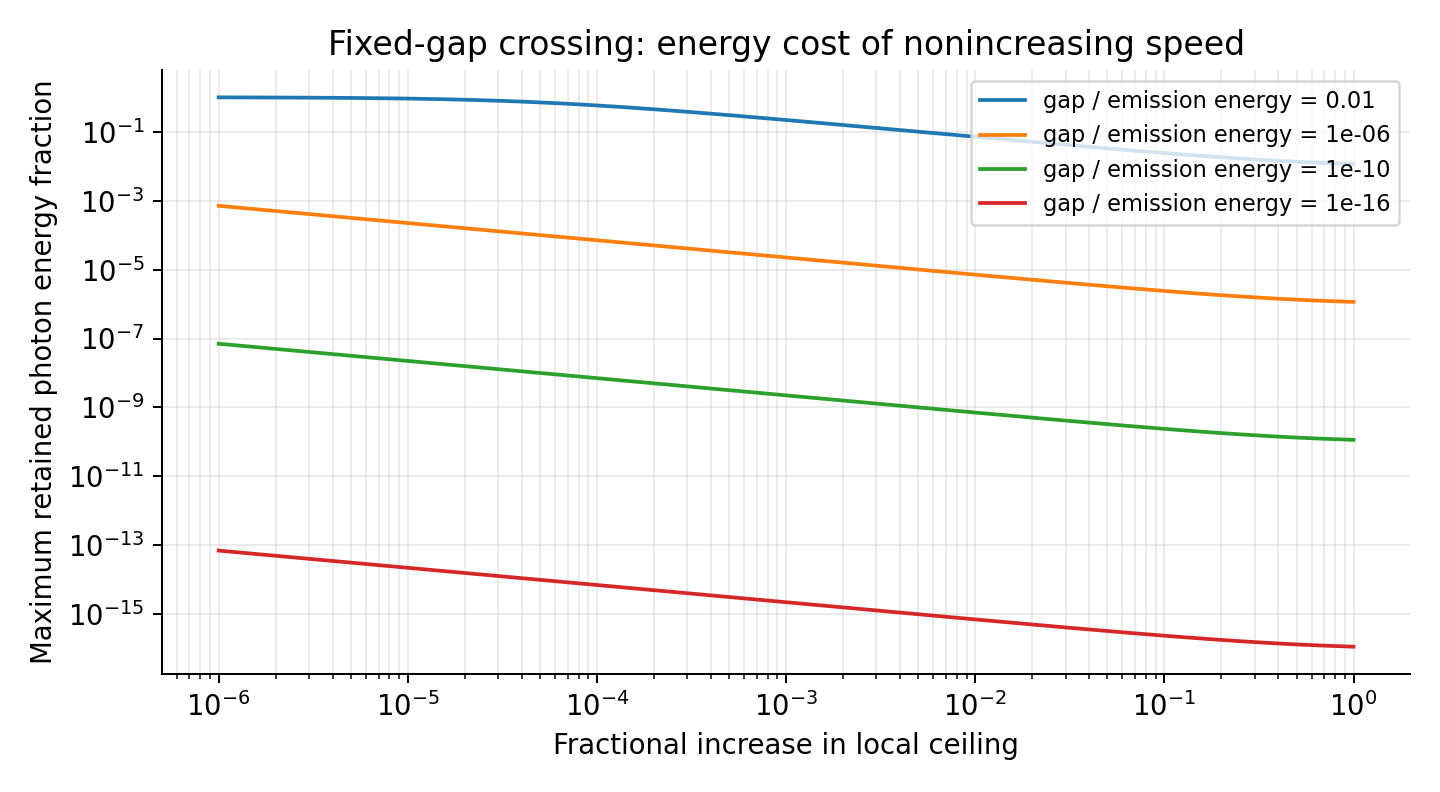 Fixed-gap crossing: energy cost of nonincreasing speed
gap / emission energy = 0.01
gap / emission energy = 1e-06
gap / emission energy = 1e-10
gap / emission energy = 1e-16
Maximum retained photon energy fraction
10⁻¹
10⁻³
10⁻⁵
10⁻⁷
10⁻⁹
10⁻¹¹
10⁻¹³
10⁻¹⁵
10⁻⁶ 10⁻⁵ 10⁻⁴ 10⁻³ 10⁻² 10⁻¹ 10⁰
Fractional increase in local ceiling